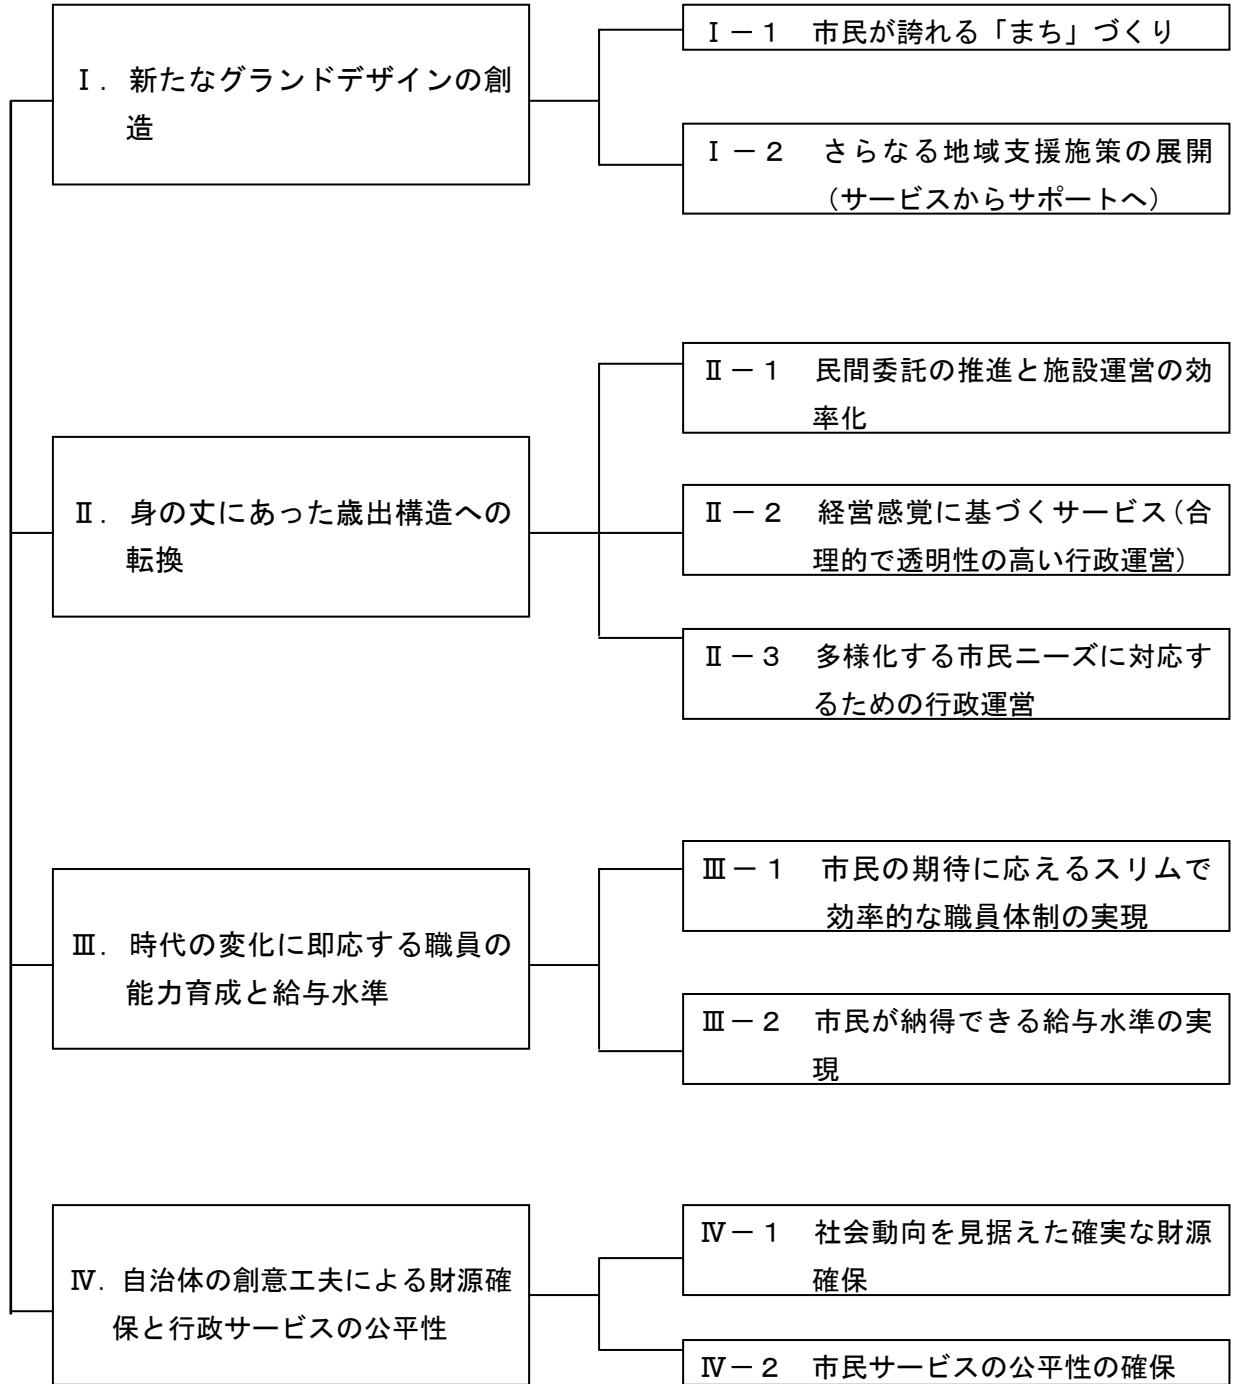 Ⅰ．新たなグランドデザインの創
造
Ⅰ－１　市民が誇れる「まち」づくり
Ⅰ－２　さらなる地域支援施策の展開
（サービスからサポートへ）
Ⅱ．身の丈にあった歳出構造への
転換
Ⅱ－１　民間委託の推進と施設運営の効
率化
Ⅱ－２　経営感覚に基づくサービス（合
理的で透明性の高い行政運営）
Ⅱ－３　多様化する市民ニーズに対応す
るための行政運営
Ⅲ．時代の変化に即応する職員の
能力育成と給与水準
Ⅲ－１　市民の期待に応えるスリムで
効率的な職員体制の実現
Ⅲ－２　市民が納得できる給与水準の実
現
Ⅳ．自治体の創意工夫による財源確
保と行政サービスの公平性
Ⅳ－１　社会動向を見据えた確実な財源
確保
Ⅳ－２　市民サービスの公平性の確保